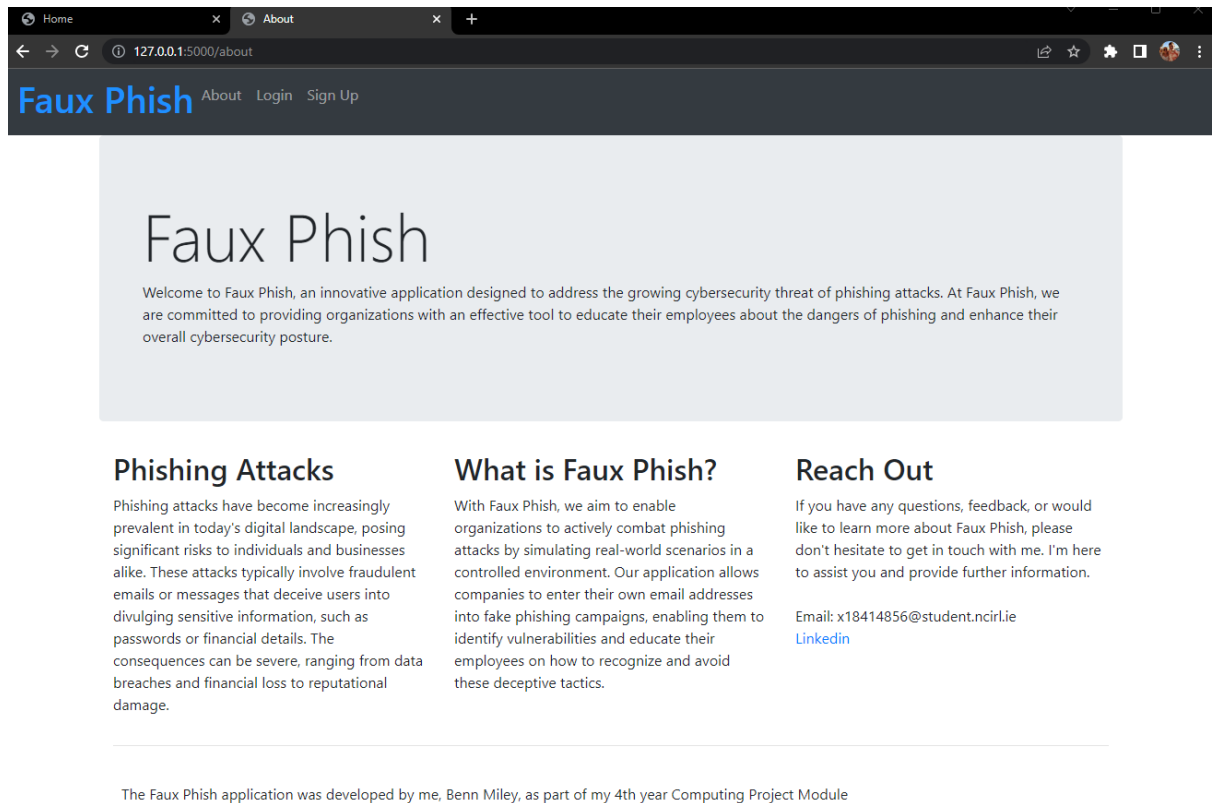 Home
About
127.0.0.1:5000/about
Faux Phish About Login Sign Up
Faux Phish
Welcome to Faux Phish, an innovative application designed to address the growing cybersecurity threat of phishing attacks. At Faux Phish, we
are committed to providing organizations with an effective tool to educate their employees about the dangers of phishing and enhance their
overall cybersecurity posture.
Phishing Attacks
Phishing attacks have become increasingly
prevalent in today's digital landscape, posing
significant risks to individuals and businesses
alike. These attacks typically involve fraudulent
emails or messages that deceive users into
divulging sensitive information, such as
passwords or financial details. The
consequences can be severe, ranging from data
breaches and financial loss to reputational
damage.
What is Faux Phish?
With Faux Phish, we aim to enable
organizations to actively combat phishing
attacks by simulating real-world scenarios in a
controlled environment. Our application allows
companies to enter their own email addresses
into fake phishing campaigns, enabling them to
identify vulnerabilities and educate their
employees on how to recognize and avoid
these deceptive tactics.
Reach Out
If you have any questions, feedback, or would
like to learn more about Faux Phish, please
don't hesitate to get in touch with me. I'm here
to assist you and provide further information.
Email: x18414856@student.ncirl.ie
Linkedin
The Faux Phish application was developed by me, Benn Miley, as part of my 4th year Computing Project Module